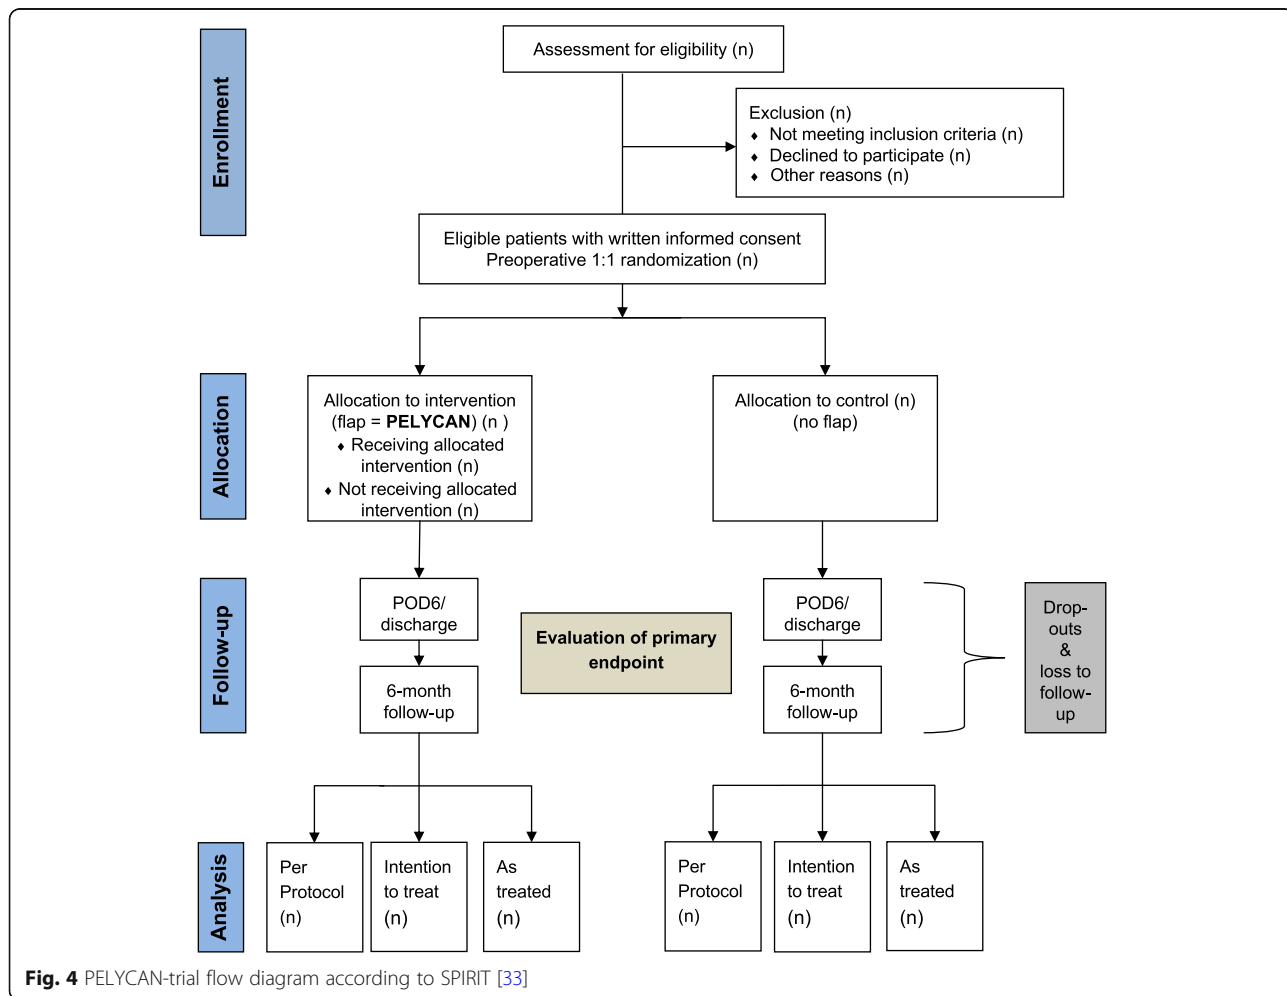 Enrollment
Assessment for eligibility (n)
Exclusion (n)
♦ Not meeting inclusion criteria (n)
♦ Declined to participate (n)
♦ Other reasons (n)
Eligible patients with written informed consent
Preoperative 1:1 randomization (n)
Allocation
Allocation to intervention
(flap = PELYCAN) (n )
♦ Receiving allocated
intervention (n)
♦ Not receiving allocated
intervention (n)
Allocation to control (n)
(no flap)
Follow-up
POD6/
discharge
6-month
follow-up
Evaluation of primary
endpoint
POD6/
discharge
6-month
follow-up
Drop-
outs
&
loss to
follow-
up
Analysis
Per
Protocol
(n)
Intention
to treat
(n)
As
treated
(n)
Per
Protocol
(n)
Intention
to treat
(n)
As
treated
(n)
Fig. 4 PELYCAN-trial flow diagram according to SPIRIT [33]